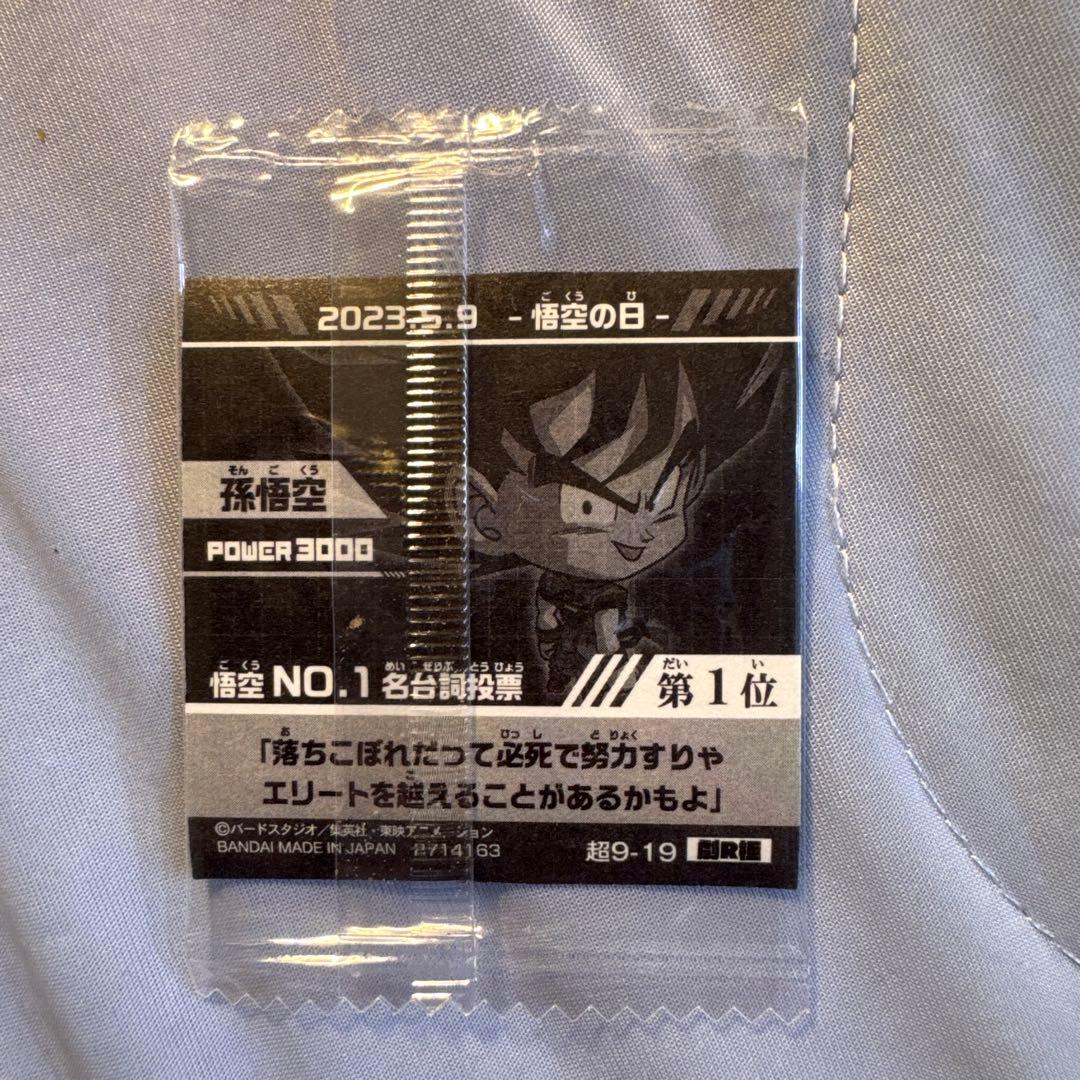 2023.5.9 - 悟空の日 -
孫悟空
POWER 3000
悟空 NO.1 名台詞投票
第1位
「落ちこぼれだって必死で努力すりゃ
エリートを越えることがあるかもよ」
©バードスタジオ/集英社・東映アニメーション
BANDAI MADE IN JAPAN 2714163
超9-19